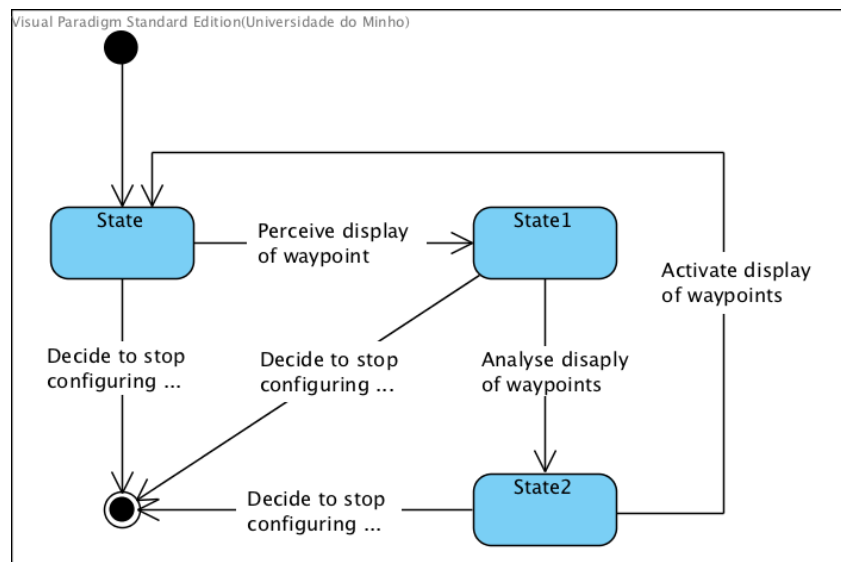 Visual Paradigm Standard Edition(Universidade do Minho)
State
Perceive display
of waypoint
State1
Activate display
of waypoints
Decide to stop
configuring ...
Decide to stop
configuring ...
Analyse disaply
of waypoints
Decide to stop
configuring ...
State2